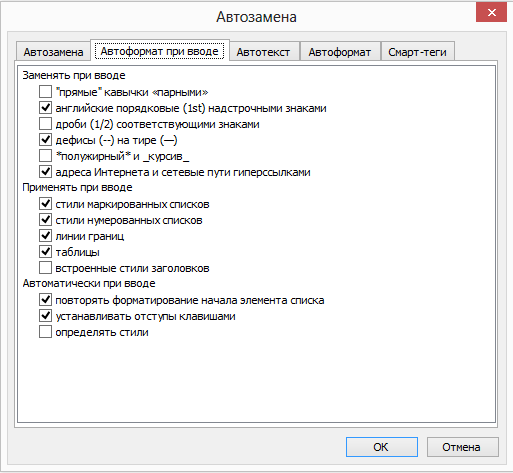 Автозамена
Автозамена Автоформат при вводе Автотекст Автоформат Смарт-теги
Заменять при вводе
"прямые" кавычки «парными»
английские порядковые (1st) надстрочными знаками
дроби (1/2) соответствующими знаками
дефисы (--) на тире (—)
*полужирный* и _курсив_
адреса Интернета и сетевые пути гиперссылками
Применять при вводе
стили маркированных списков
стили нумерованных списков
линии границ
таблицы
встроенные стили заголовков
Автоматически при вводе
повторять форматирование начала элемента списка
устанавливать отступы клавишами
определять стили
ОК Отмена